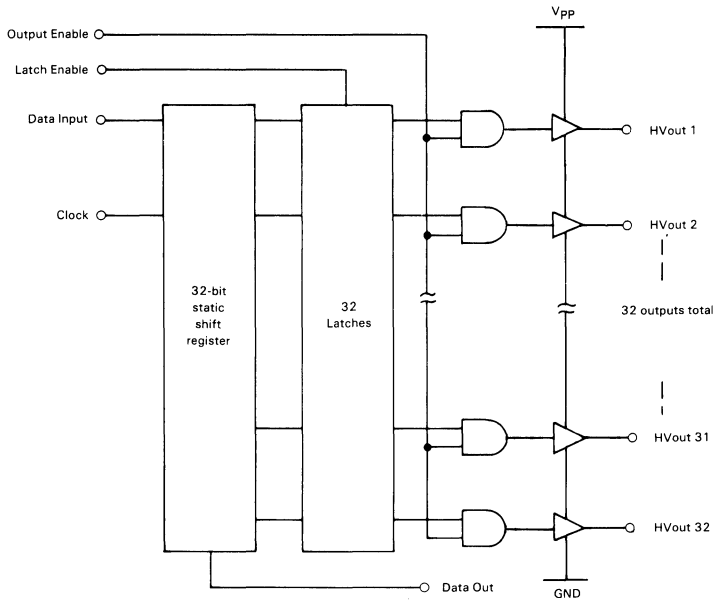 VPP
Output Enable
Latch Enable
Data Input
HVout 1
Clock
HVout 2
32-bit
static
shift
register
32
Latches
32 outputs total
HVout 31
HVout 32
Data Out
GND